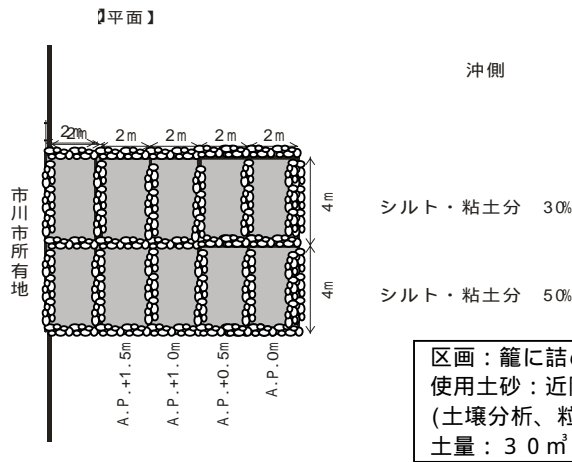 【平面】
沖側
2m 2m 2m 2m 2m 2m
4m
シルト・粘土分 30%
市川市所有地
4m
シルト・粘土分 50%
A.P.+1.5m
A.P.+1.0m
A.P.+0.5m
A.P.0m
区画：籠に詰
使用土砂：近
(土壌分析、粒
土量：30㎥